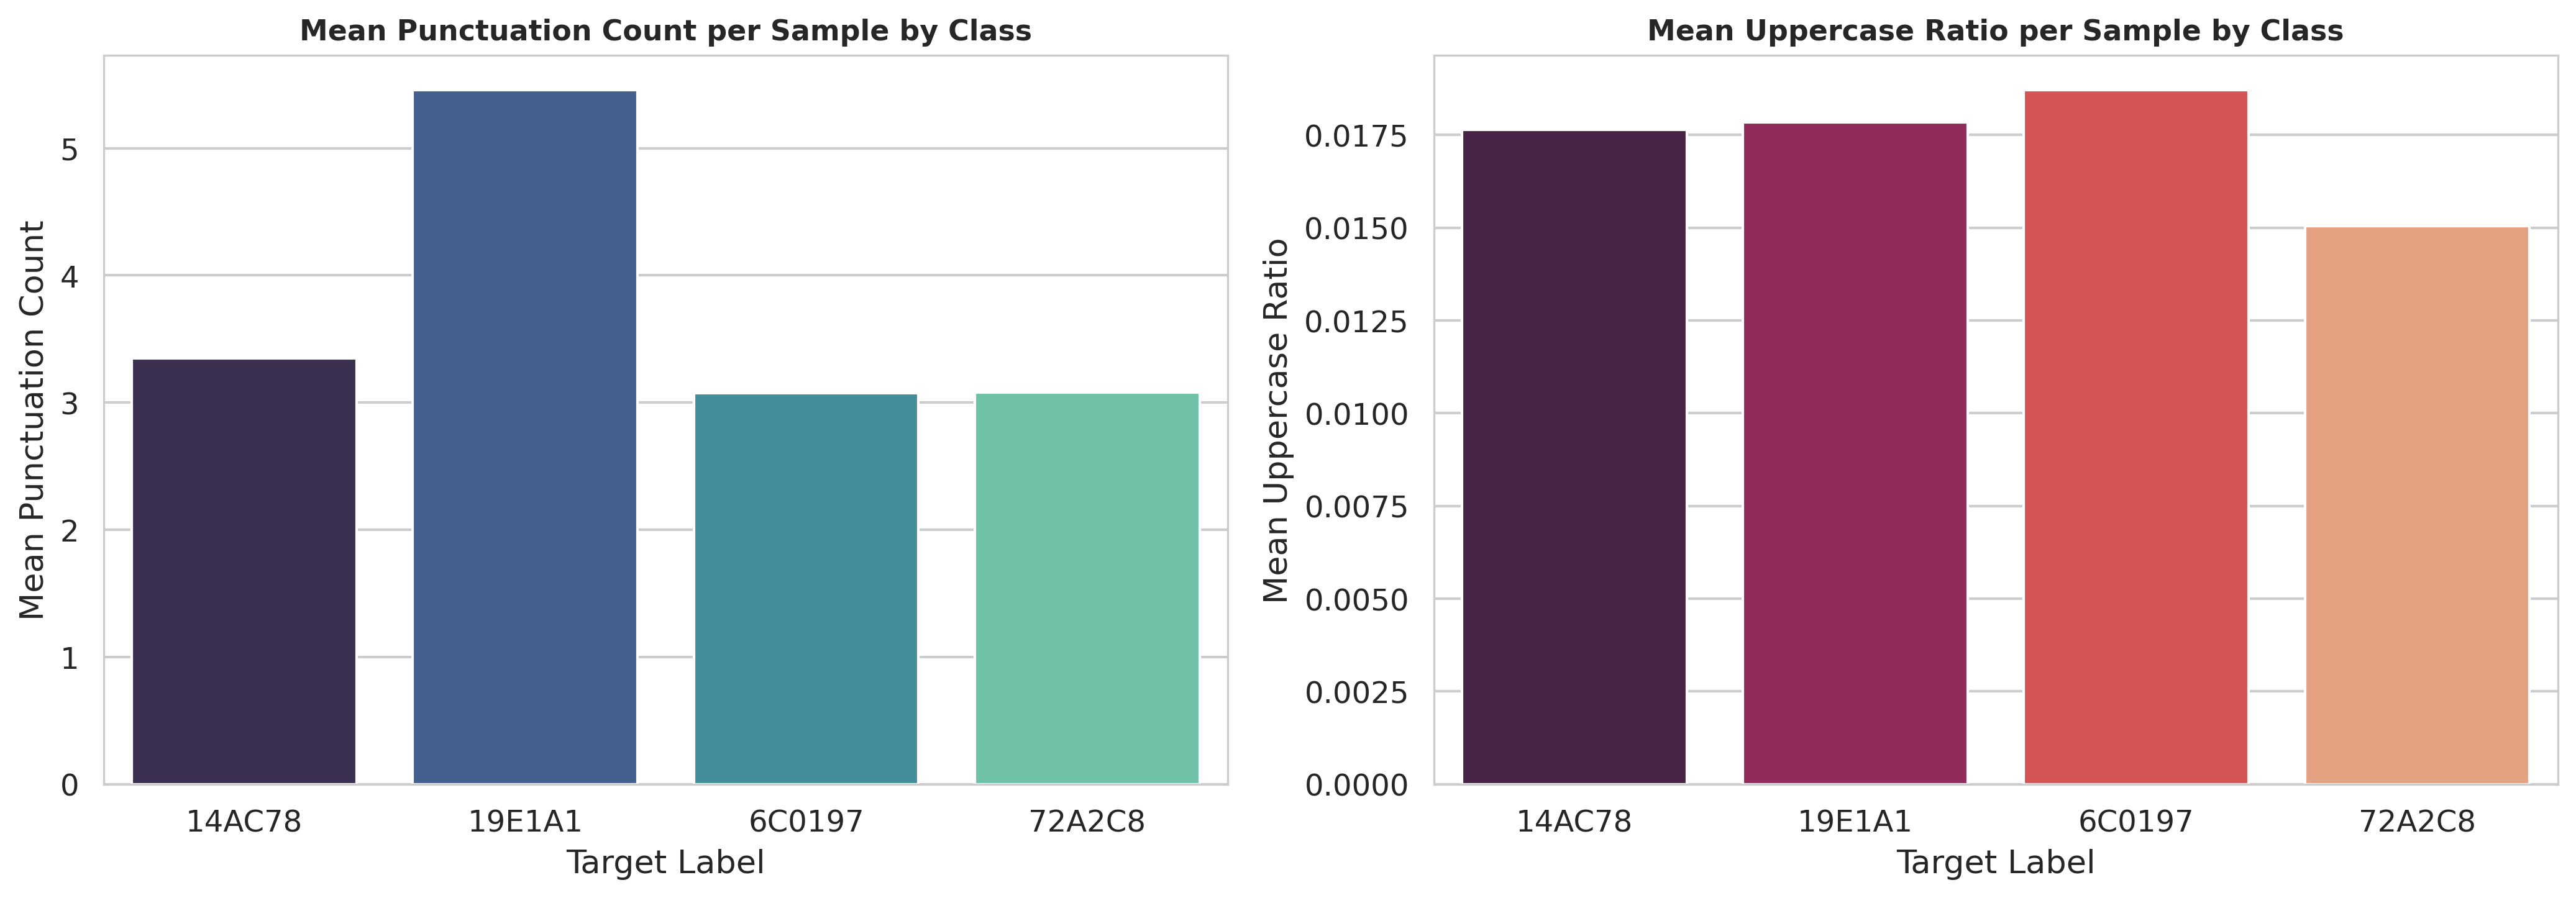 Mean Punctuation Count per Sample by Class
Mean Punctuation Count
5
4
3
2
1
0
14AC78 19E1A1 6C0197 72A2C8
Target Label
Mean Uppercase Ratio per Sample by Class
Mean Uppercase Ratio
0.0175
0.0150
0.0125
0.0100
0.0075
0.0050
0.0025
0.0000
14AC78 19E1A1 6C0197 72A2C8
Target Label